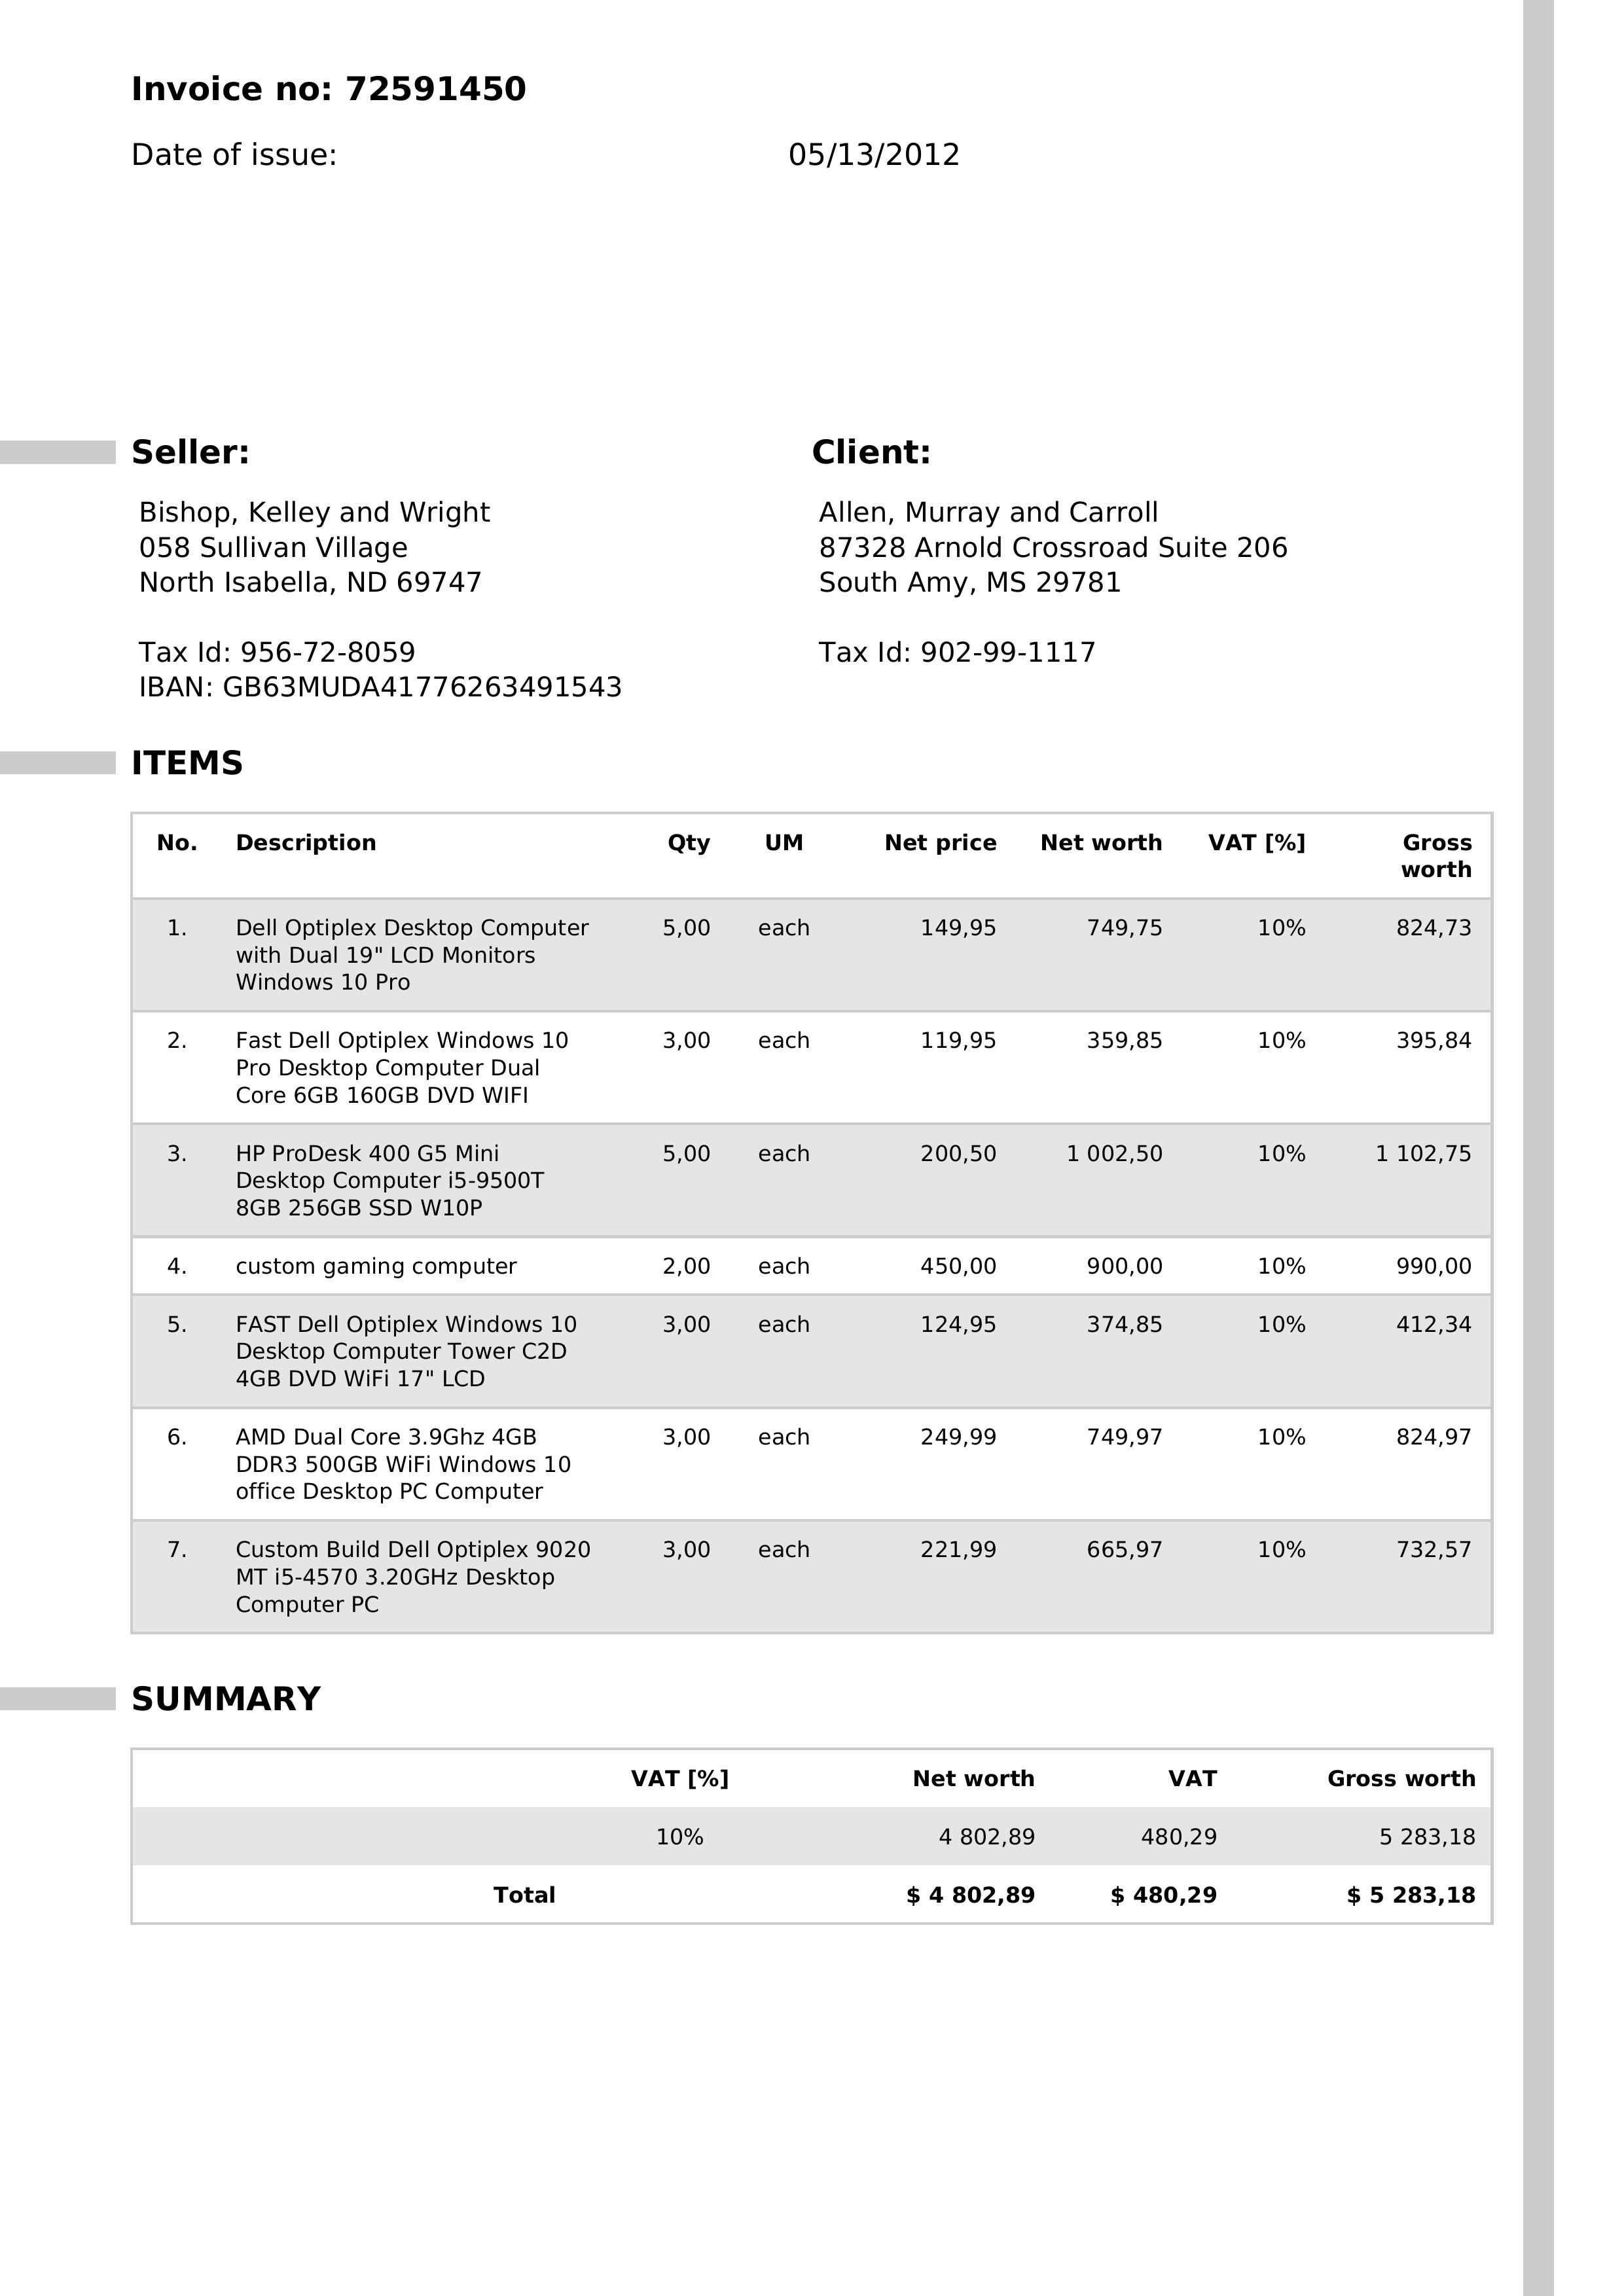 Invoice no: 72591450
Date of issue: 05/13/2012
Seller:
Bishop, Kelley and Wright
058 Sullivan Village
North Isabella, ND 69747
Tax Id: 956-72-8059
IBAN: GB63MUDA41776263491543
Client:
Allen, Murray and Carroll
87328 Arnold Crossroad Suite 206
South Amy, MS 29781
Tax Id: 902-99-1117
ITEMS
No. Description Qty UM Net price Net worth VAT [%] Gross
worth
1. Dell Optiplex Desktop Computer 5,00 each 149,95 749,75 10% 824,73
with Dual 19" LCD Monitors
Windows 10 Pro
2. Fast Dell Optiplex Windows 10 3,00 each 119,95 359,85 10% 395,84
Pro Desktop Computer Dual
Core 6GB 160GB DVD WIFI
3. HP ProDesk 400 G5 Mini 5,00 each 200,50 1 002,50 10% 1 102,75
Desktop Computer i5-9500T
8GB 256GB SSD W10P
4. custom gaming computer 2,00 each 450,00 900,00 10% 990,00
5. FAST Dell Optiplex Windows 10 3,00 each 124,95 374,85 10% 412,34
Desktop Computer Tower C2D
4GB DVD WiFi 17" LCD
6. AMD Dual Core 3.9Ghz 4GB 3,00 each 249,99 749,97 10% 824,97
DDR3 500GB WiFi Windows 10
office Desktop PC Computer
7. Custom Build Dell Optiplex 9020 3,00 each 221,99 665,97 10% 732,57
MT i5-4570 3.20GHz Desktop
Computer PC
SUMMARY
VAT [%] Net worth VAT Gross worth
10% 4 802,89 480,29 5 283,18
Total $ 4 802,89 $ 480,29 $ 5 283,18